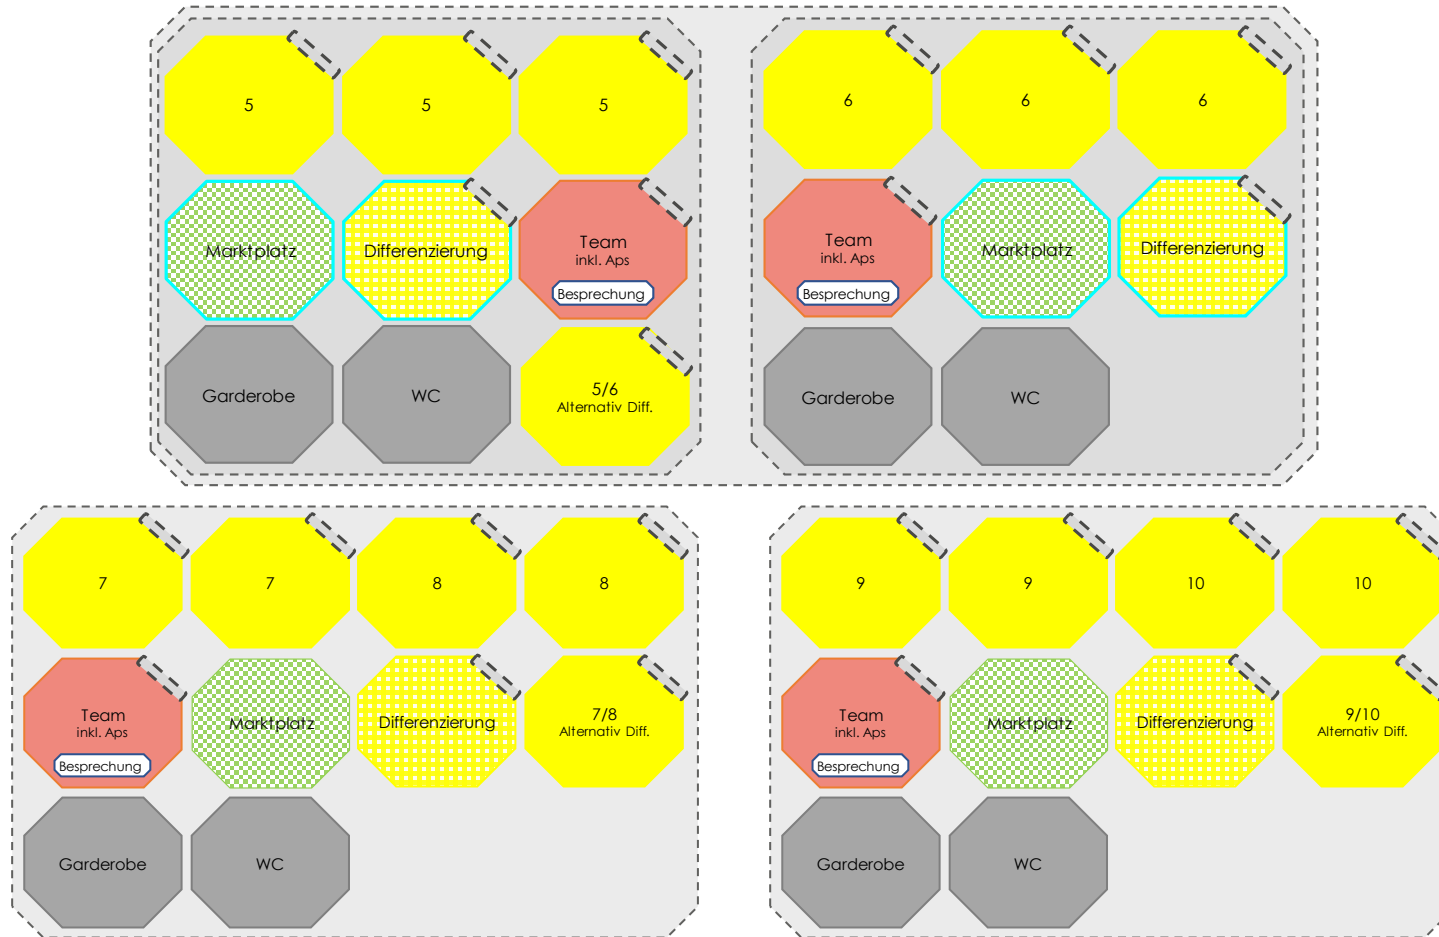 5
5
5
Marktplatz
Differenzierung
Team
inkl. Aps
Besprechung
Garderobe
WC
5/6
Alternativ Diff.
6
6
6
Team
inkl. Aps
Besprechung
Marktplatz
Differenzierung
Garderobe
WC
7
7
8
8
Team
inkl. Aps
Besprechung
Marktplatz
Differenzierung
7/8
Alternativ Diff.
Garderobe
WC
9
9
10
10
Team
inkl. Aps
Besprechung
Marktplatz
Differenzierung
9/10
Alternativ Diff.
Garderobe
WC